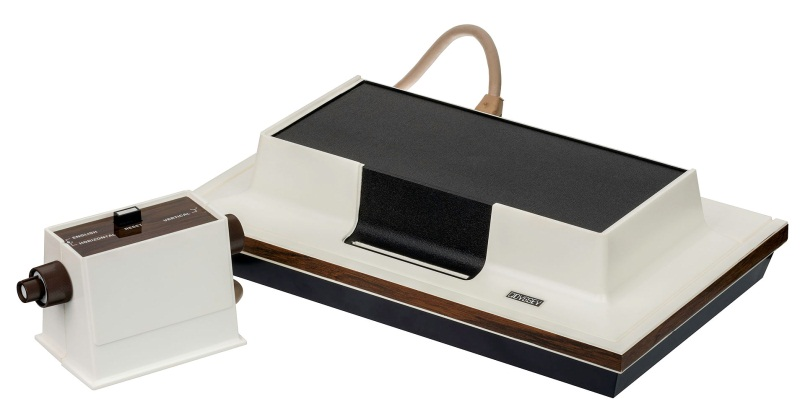 ENGLISH
HORIZONTAL
RESET
VERTICAL
ODYSSEY